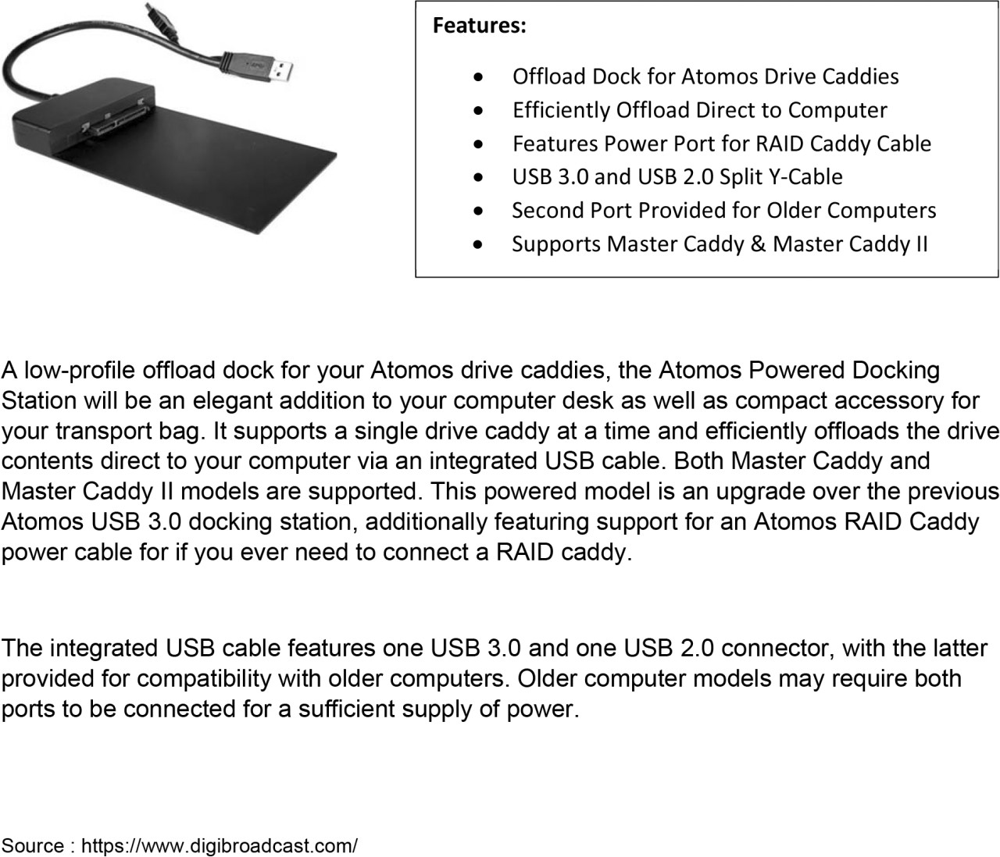 Features:
• Offload Dock for Atomos Drive Caddies
• Efficiently Offload Direct to Computer
• Features Power Port for RAID Caddy Cable
• USB 3.0 and USB 2.0 Split Y-Cable
• Second Port Provided for Older Computers
• Supports Master Caddy & Master Caddy II
A low-profile offload dock for your Atomos drive caddies, the Atomos Powered Docking
Station will be an elegant addition to your computer desk as well as compact accessory for
your transport bag. It supports a single drive caddy at a time and efficiently offloads the drive
contents direct to your computer via an integrated USB cable. Both Master Caddy and
Master Caddy II models are supported. This powered model is an upgrade over the previous
Atomos USB 3.0 docking station, additionally featuring support for an Atomos RAID Caddy
power cable for if you ever need to connect a RAID caddy.
The integrated USB cable features one USB 3.0 and one USB 2.0 connector, with the latter
provided for compatibility with older computers. Older computer models may require both
ports to be connected for a sufficient supply of power.
Source : https://www.digibroadcast.com/